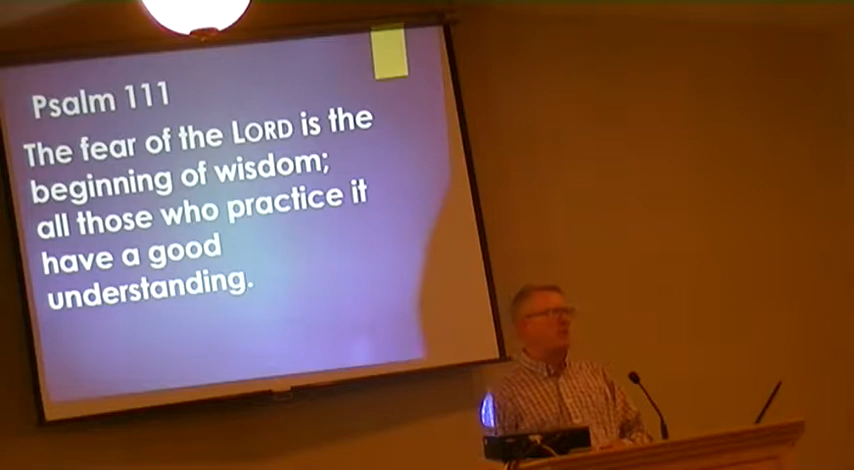 Psalm 111
The fear of the LORD is the
beginning of wisdom;
all those who practice it
have a good
understanding.